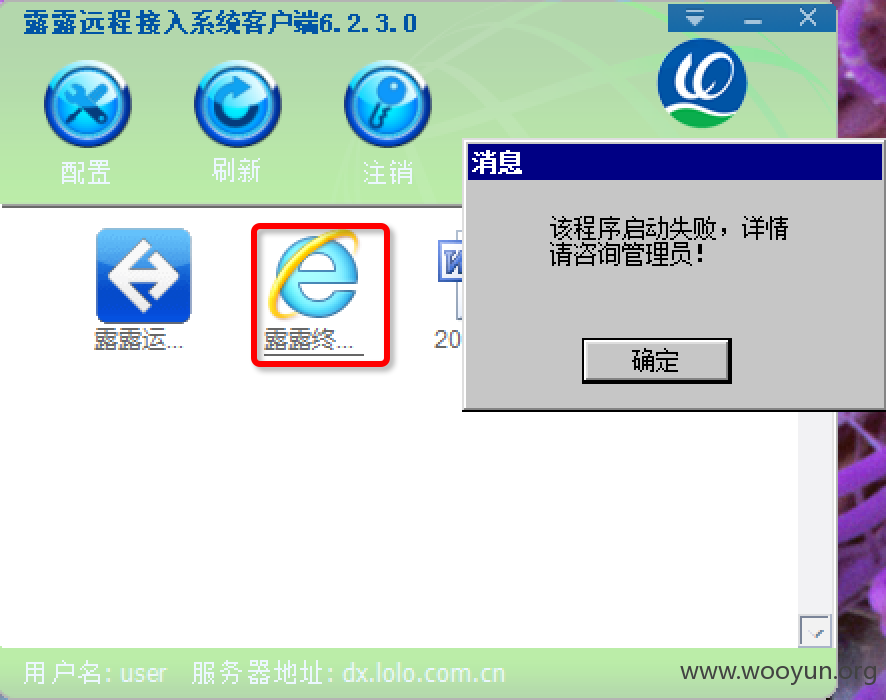 露露远程接入系统客户端6.2.3.0
配置
刷新
注销
消息
该程序启动失败，详情
请咨询管理员！
确定
露露运...
露露终...
20
用户名: user 服务器地址: dx.lolo.com.cn
www.wooyun.org